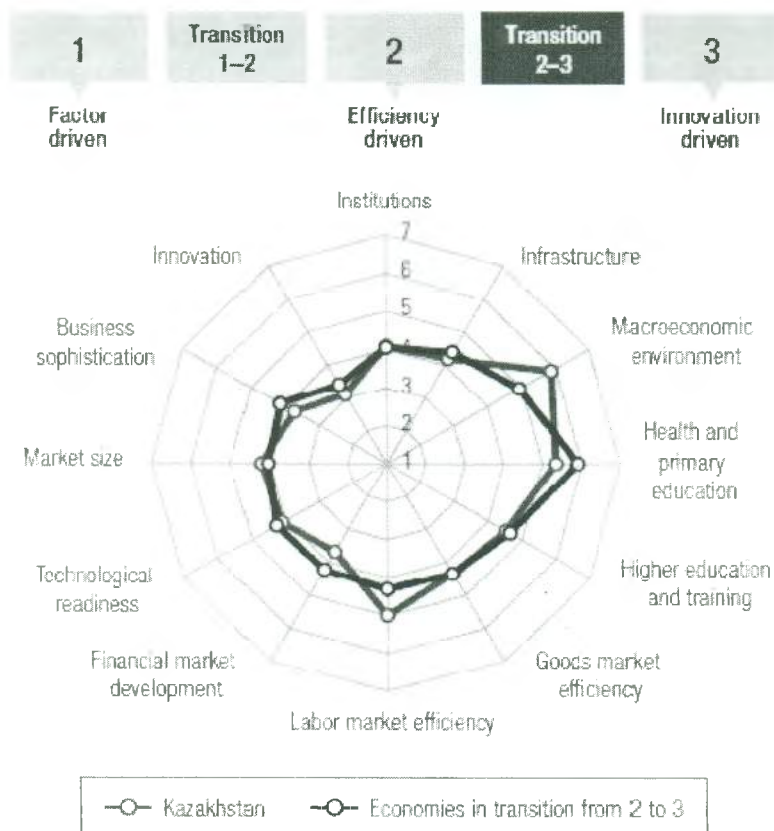 1
Transition
1–2
2
Transition
2–3
3
Factor
driven
Efficiency
driven
Innovation
driven
Institutions
7
Innovation
Infrastructure
6
5
Business
sophistication
Macroeconomic
environment
4
3
2
Market size
1
Health and
primary
education
Technological
readiness
Higher education
and training
Financial market
development
Goods market
efficiency
Labor market efficiency
Kazakhstan
Economies in transition from 2 to 3